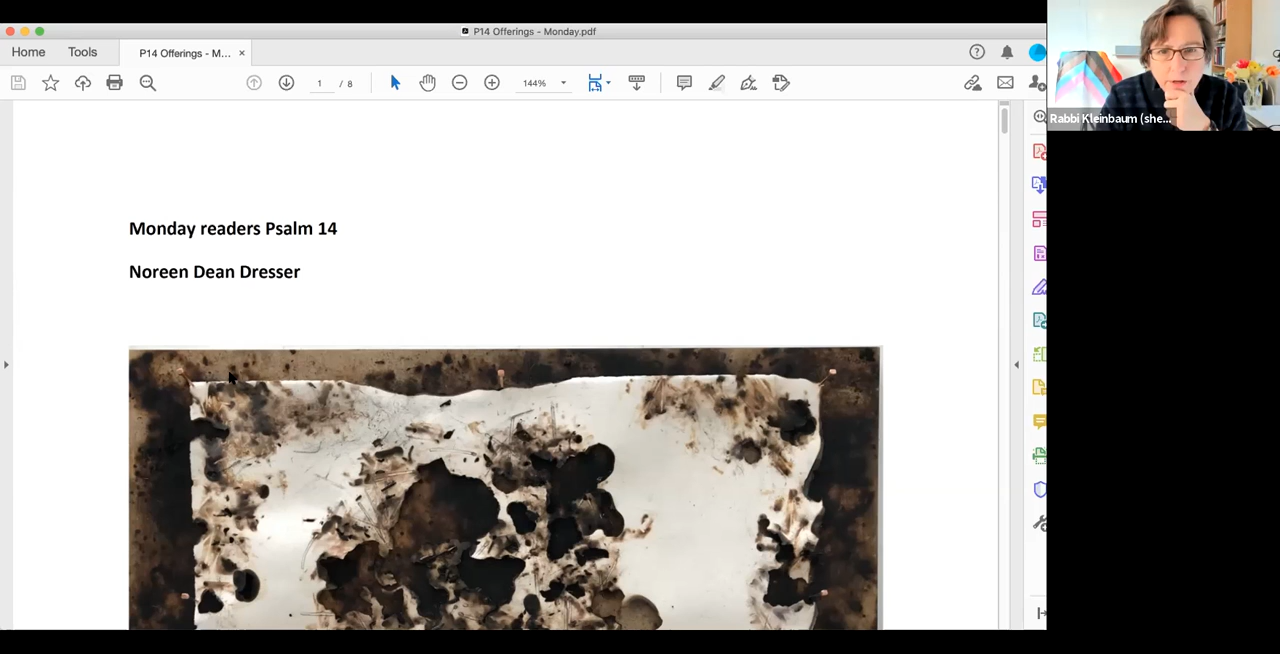 P14 Offerings - Monday.pdf
Home
Tools
P14 Offerings - M... ×
1 / 8
144%
Rabbi Kleinbaum (she...
Monday readers Psalm 14
Noreen Dean Dresser